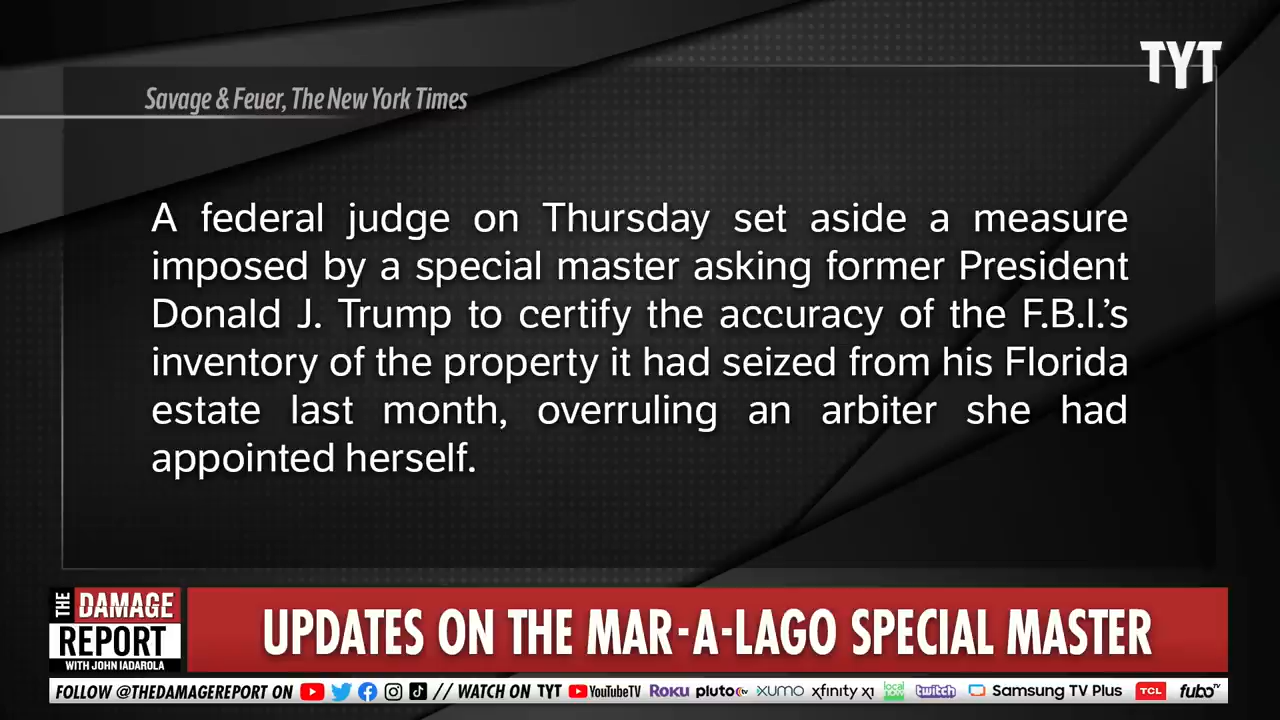 TYT
Savage & Feuer, The New York Times
A federal judge on Thursday set aside a measure
imposed by a special master asking former President
Donald J. Trump to certify the accuracy of the F.B.I.'s
inventory of the property it had seized from his Florida
estate last month, overruling an arbiter she had
appointed herself.
THE DAMAGE
REPORT
WITH JOHN IADAROLA
UPDATES ON THE MAR-A-LAGO SPECIAL MASTER
FOLLOW @THEDAMAGEREPORT ON // WATCH ON TYT YouTubeTV Roku pluto tv XUMO xfinity x1 local now twitch Samsung TV Plus TCL fuboTV